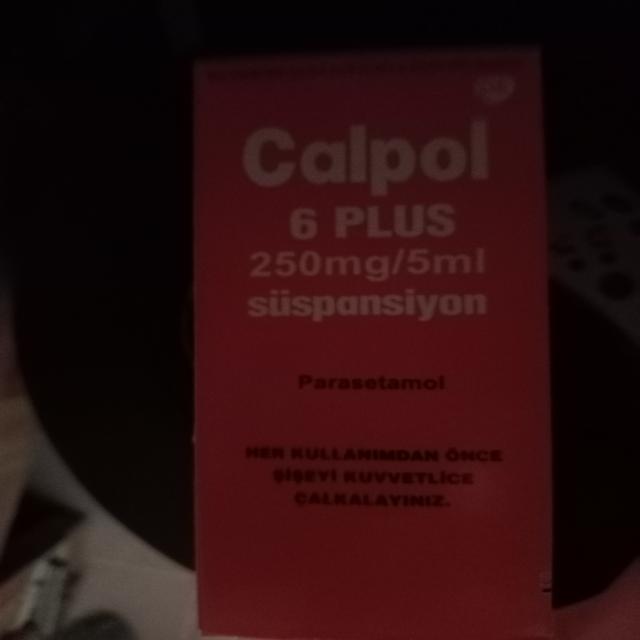 Calpol
6 PLUS
250mg/5ml
süspansiyon
Parasetamol
HER KULLANIMDAN ÖNCE
ŞİŞEYİ KUVVETLİCE
ÇALKALAYINIZ.